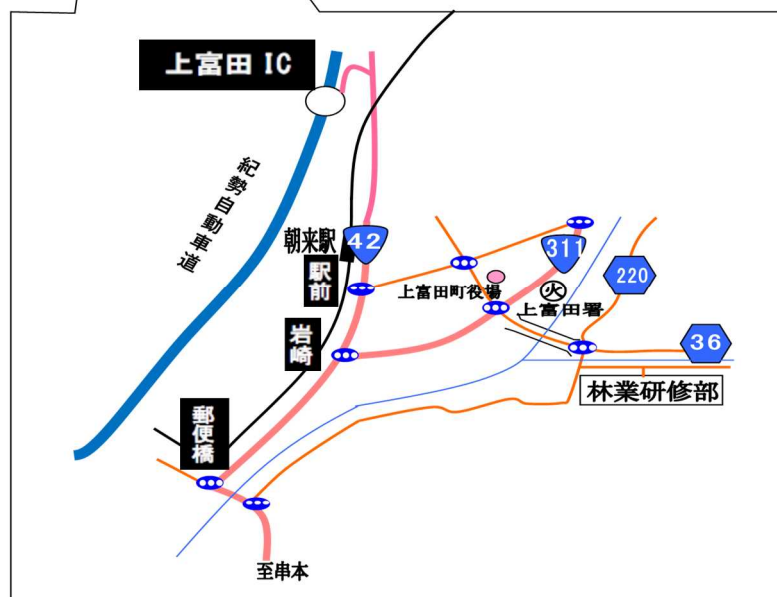 上富田 IC
紀勢自動車道
朝来駅
42
駅前
311
220
上富田町役場
火
上富田署
岩崎
36
林業研修部
郵便橋
至串本